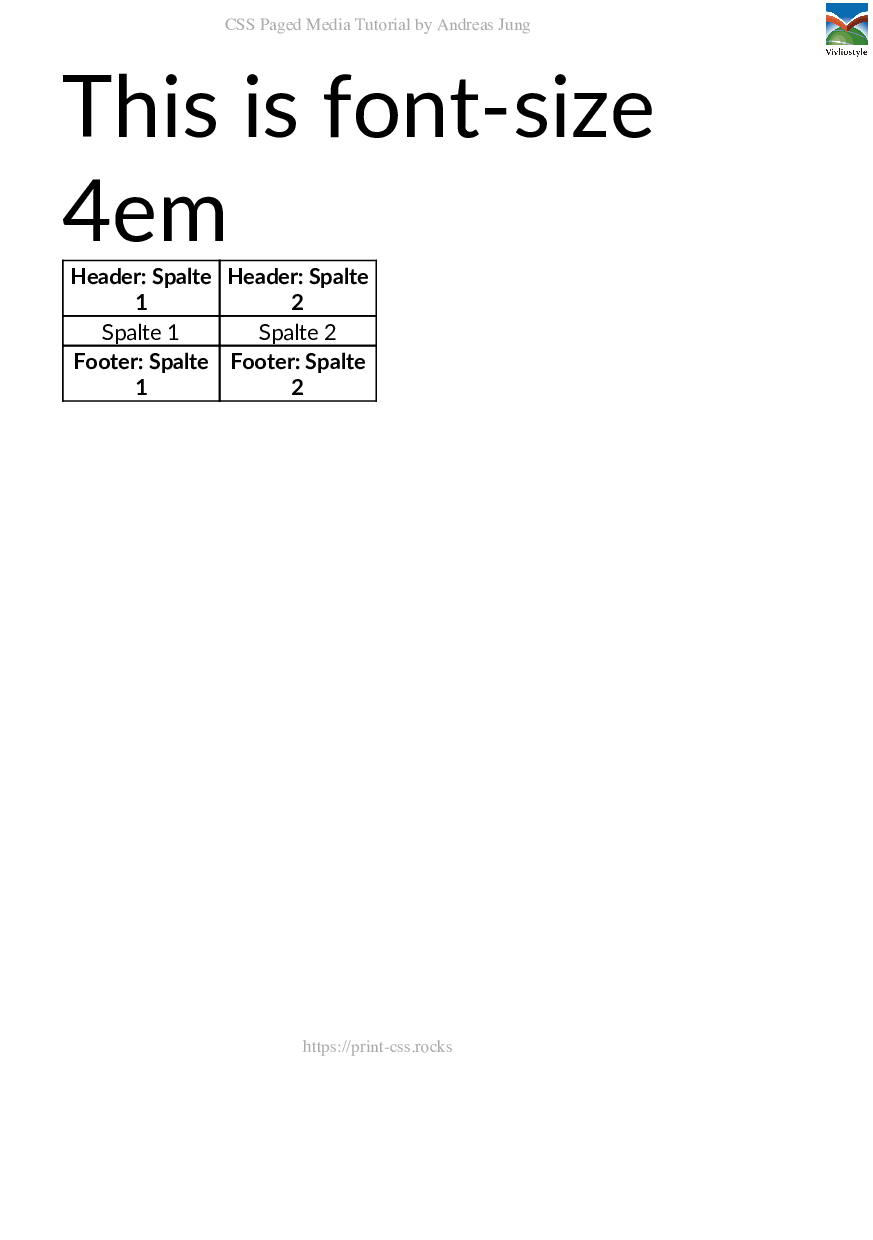 CSS Paged Media Tutorial by Andreas Jung
Vivliostyle
This is font-size
4em
Header: Spalte
1
Header: Spalte
2
Spalte 1
Spalte 2
Footer: Spalte
1
Footer: Spalte
2
https://print-css.rocks